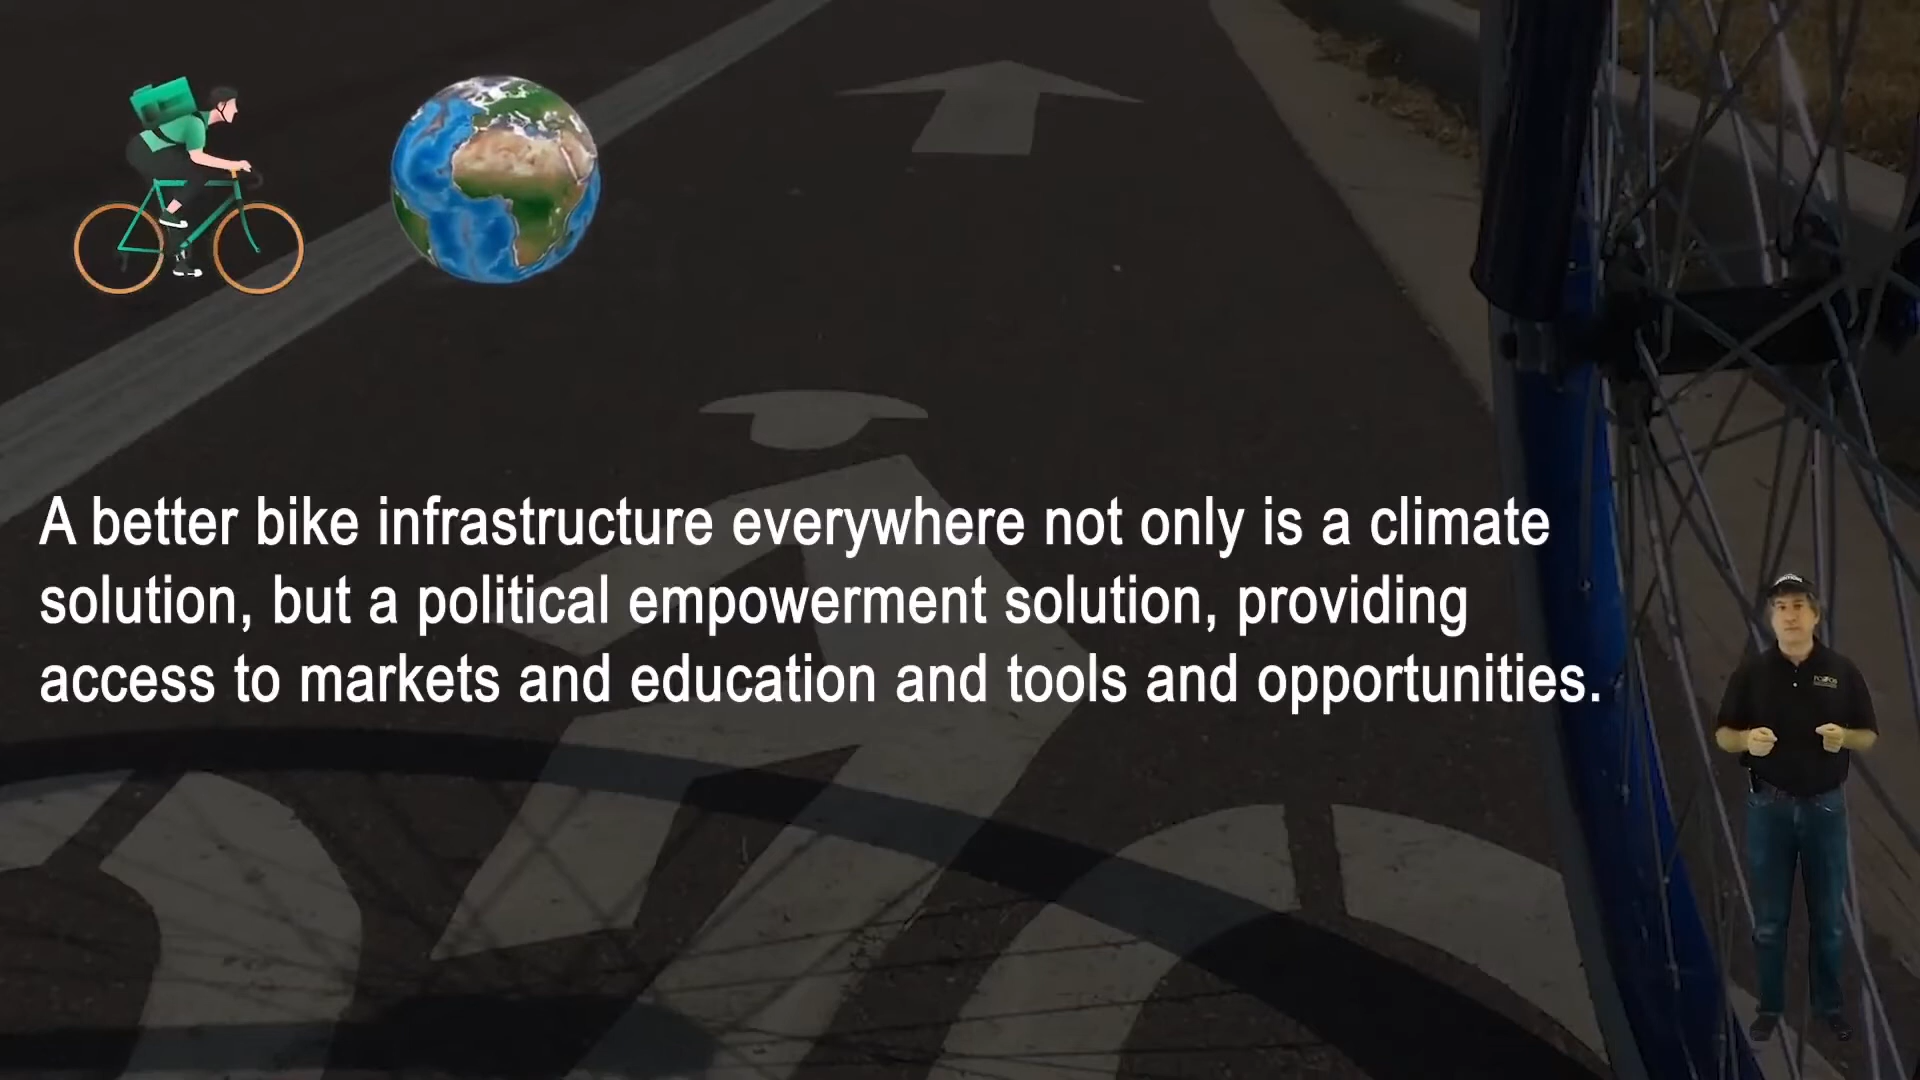 A better bike infrastructure everywhere not only is a climate
solution, but a political empowerment solution, providing
access to markets and education and tools and opportunities.